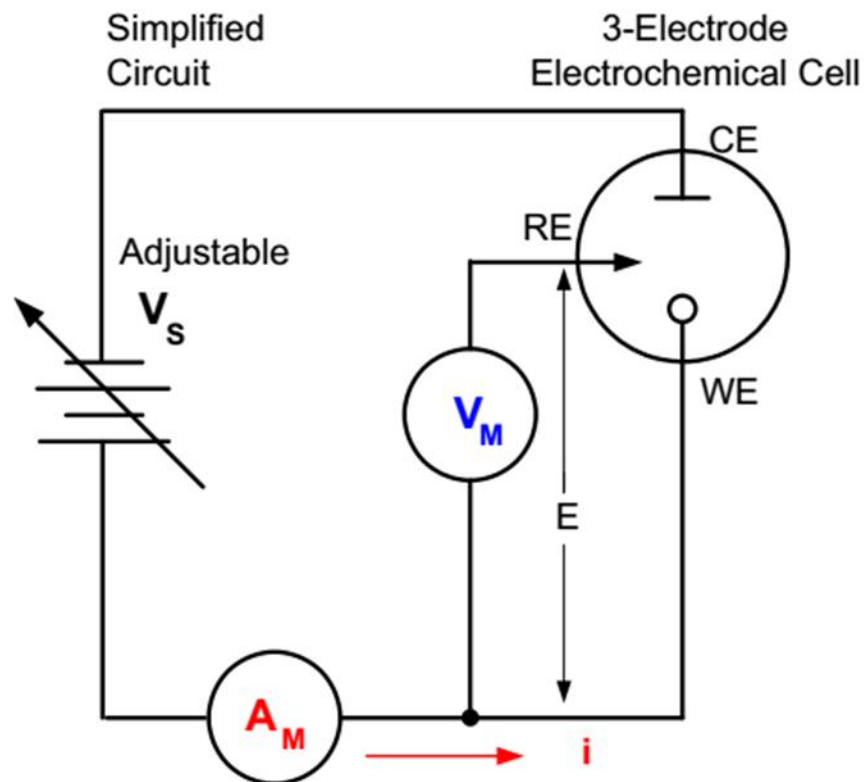 Simplified
Circuit
3-Electrode
Electrochemical Cell
CE
RE
Adjustable
VS
WE
VM
E
AM
i